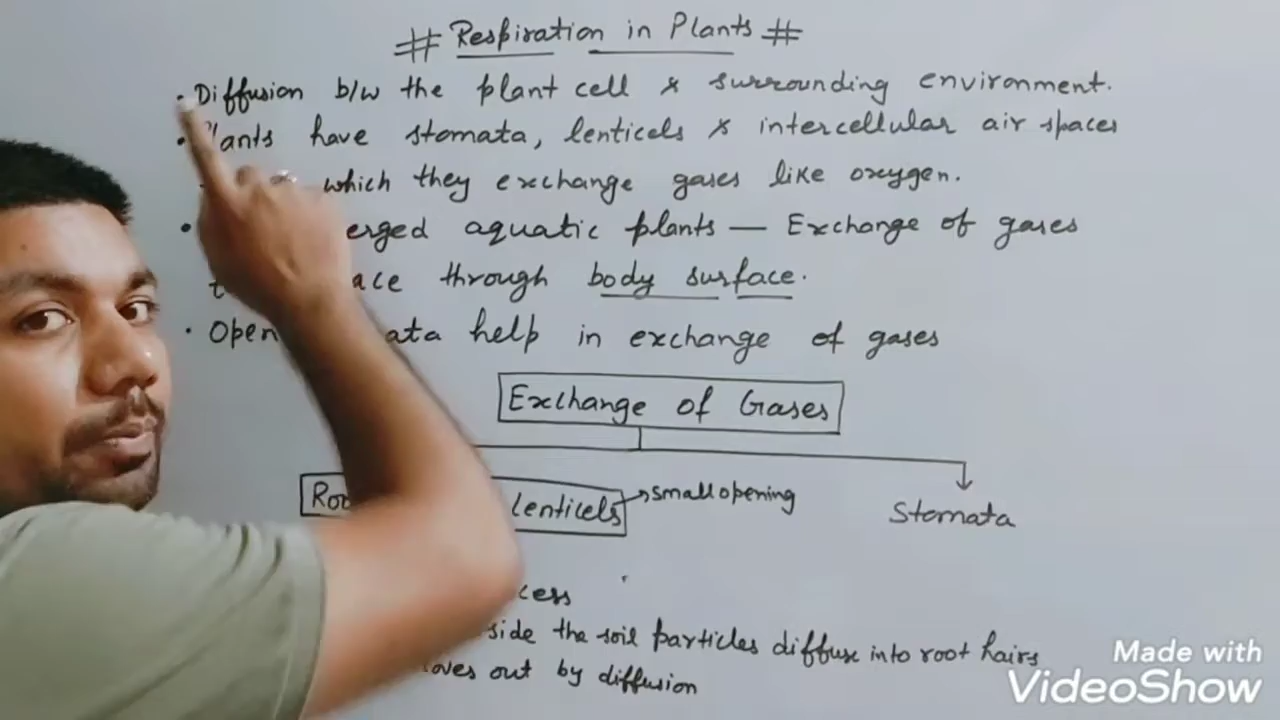 # Respiration in Plants #
• Diffusion b/w the plant cell & surrounding environment.
• Plants have stomata, lenticels & intercellular air spaces
which they exchange gases like oxygen.
• erged aquatic plants — Exchange of gases
t ace through body surface.
• Open ata help in exchange of gases
Exchange of Gases
Roo lenticels → small opening
Stomata
cess
side the soil particles diffuse into root hairs
oves out by diffusion
Made with
VideoShow